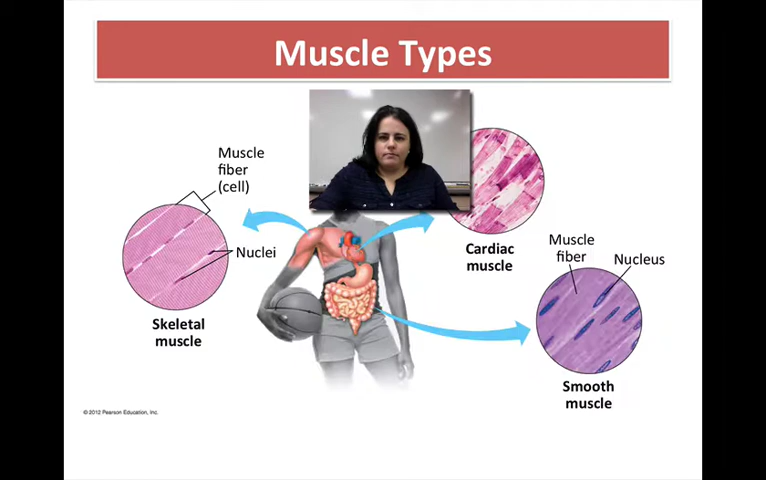 Muscle Types
Muscle
fiber
(cell)
Nuclei
Skeletal
muscle
Cardiac
muscle
Muscle
fiber
Nucleus
Smooth
muscle
© 2012 Pearson Education, Inc.